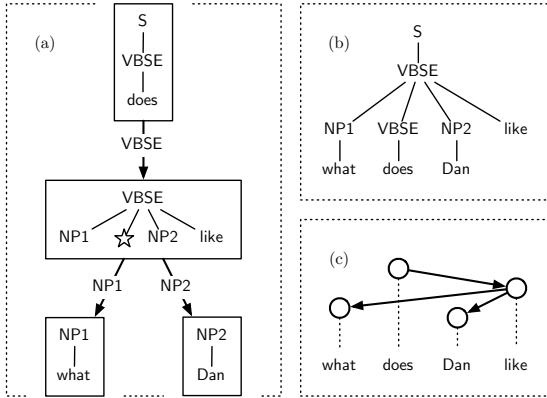 (a)
S
VBSE
does
VBSE
VBSE
NP1 NP2 like
NP1 NP2
NP1 NP2
what Dan
(b)
S
VBSE
NP1 VBSE NP2 like
what does Dan
(c)
what does Dan like